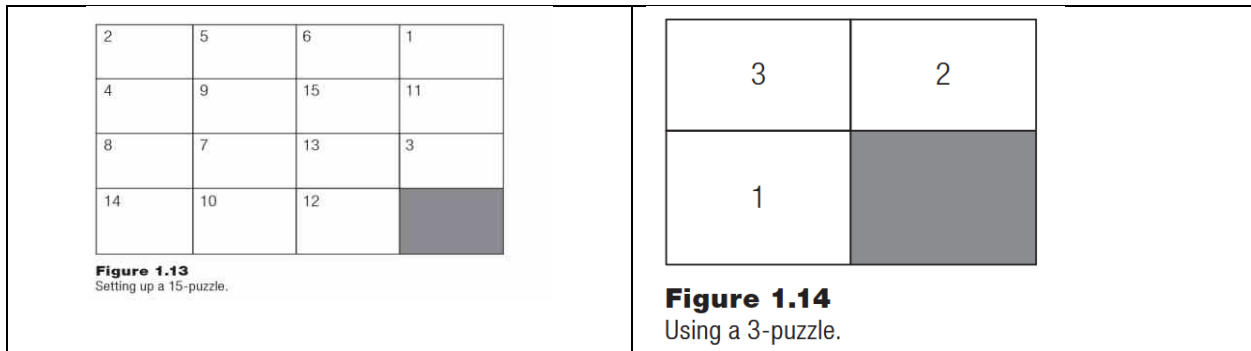 2 5 6 1
4 9 15 11
8 7 13 3
14 10 12
Figure 1.13
Setting up a 15-puzzle.
3 2
1
Figure 1.14
Using a 3-puzzle.